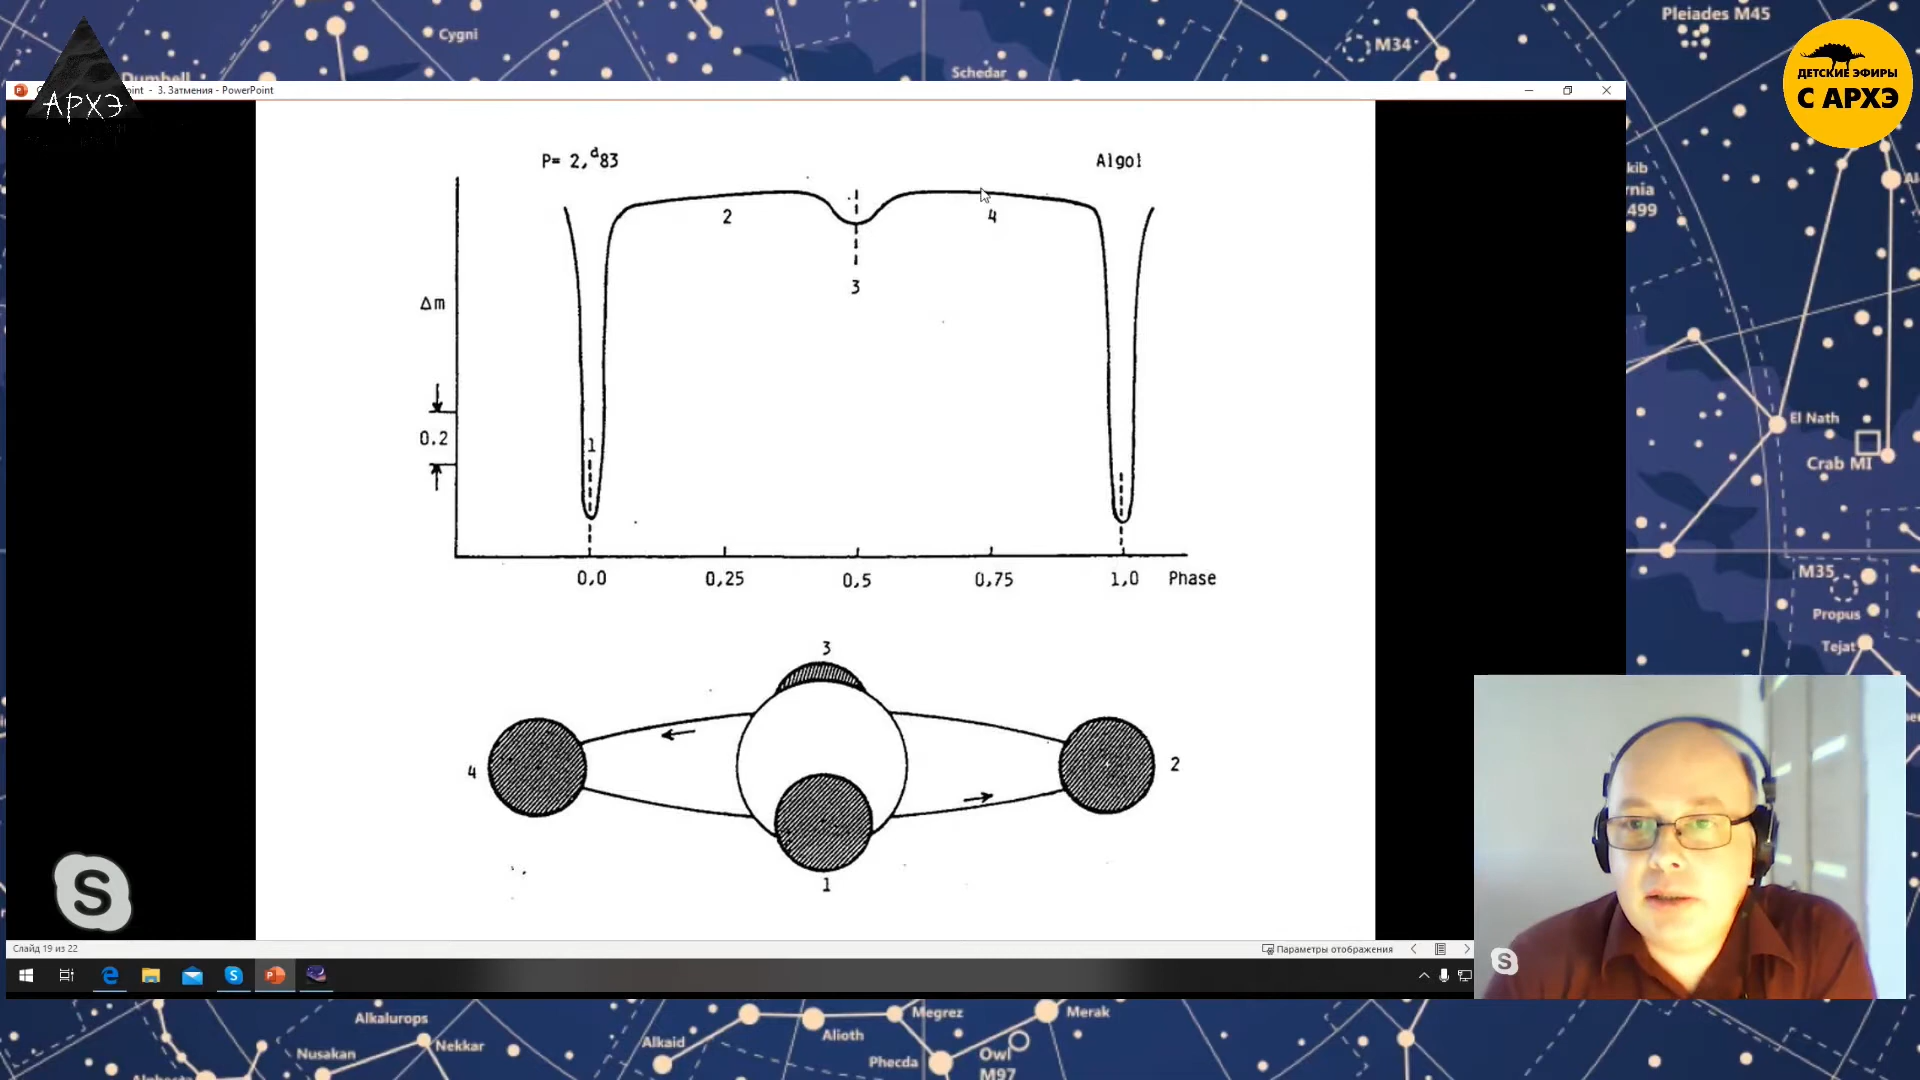 Cygni
Pleiades M45
M34
Schedar
Dumbell
АРХЭ
ДЕТСКИЕ ЭФИРЫ
С АРХЭ
3. Затмения - PowerPoint
P= 2,ᵈ83
Algol
2
4
3
Δm
0.2
1
0,0
0,25
0,5
0,75
1,0
Phase
3
4
2
1
499
El Nath
Crab MI
M35
Propus
Tejat
S
Слайд 19 из 22
Параметры отображения
S
Alkalurops
Nusakan
Nekkar
Alkaid
Alioth
Megrez
Phecda
Owl
M97
Merak